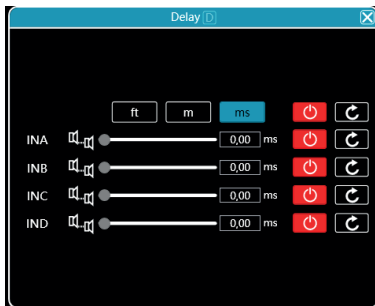 Delay D
ft m ms
INA 0,00 ms
INB 0,00 ms
INC 0,00 ms
IND 0,00 ms